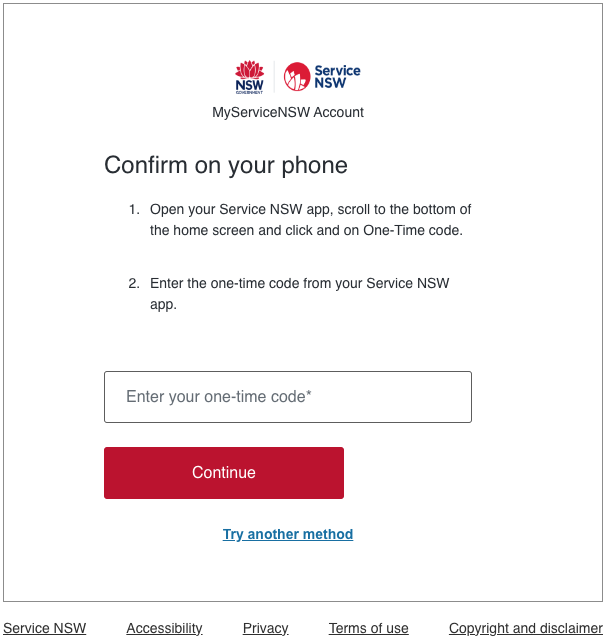 NSW
GOVERNMENT
Service
NSW
MyServiceNSW Account
Confirm on your phone
1. Open your Service NSW app, scroll to the bottom of
the home screen and click and on One-Time code.
2. Enter the one-time code from your Service NSW
app.
Enter your one-time code*
Continue
Try another method
Service NSW Accessibility Privacy Terms of use Copyright and disclaimer